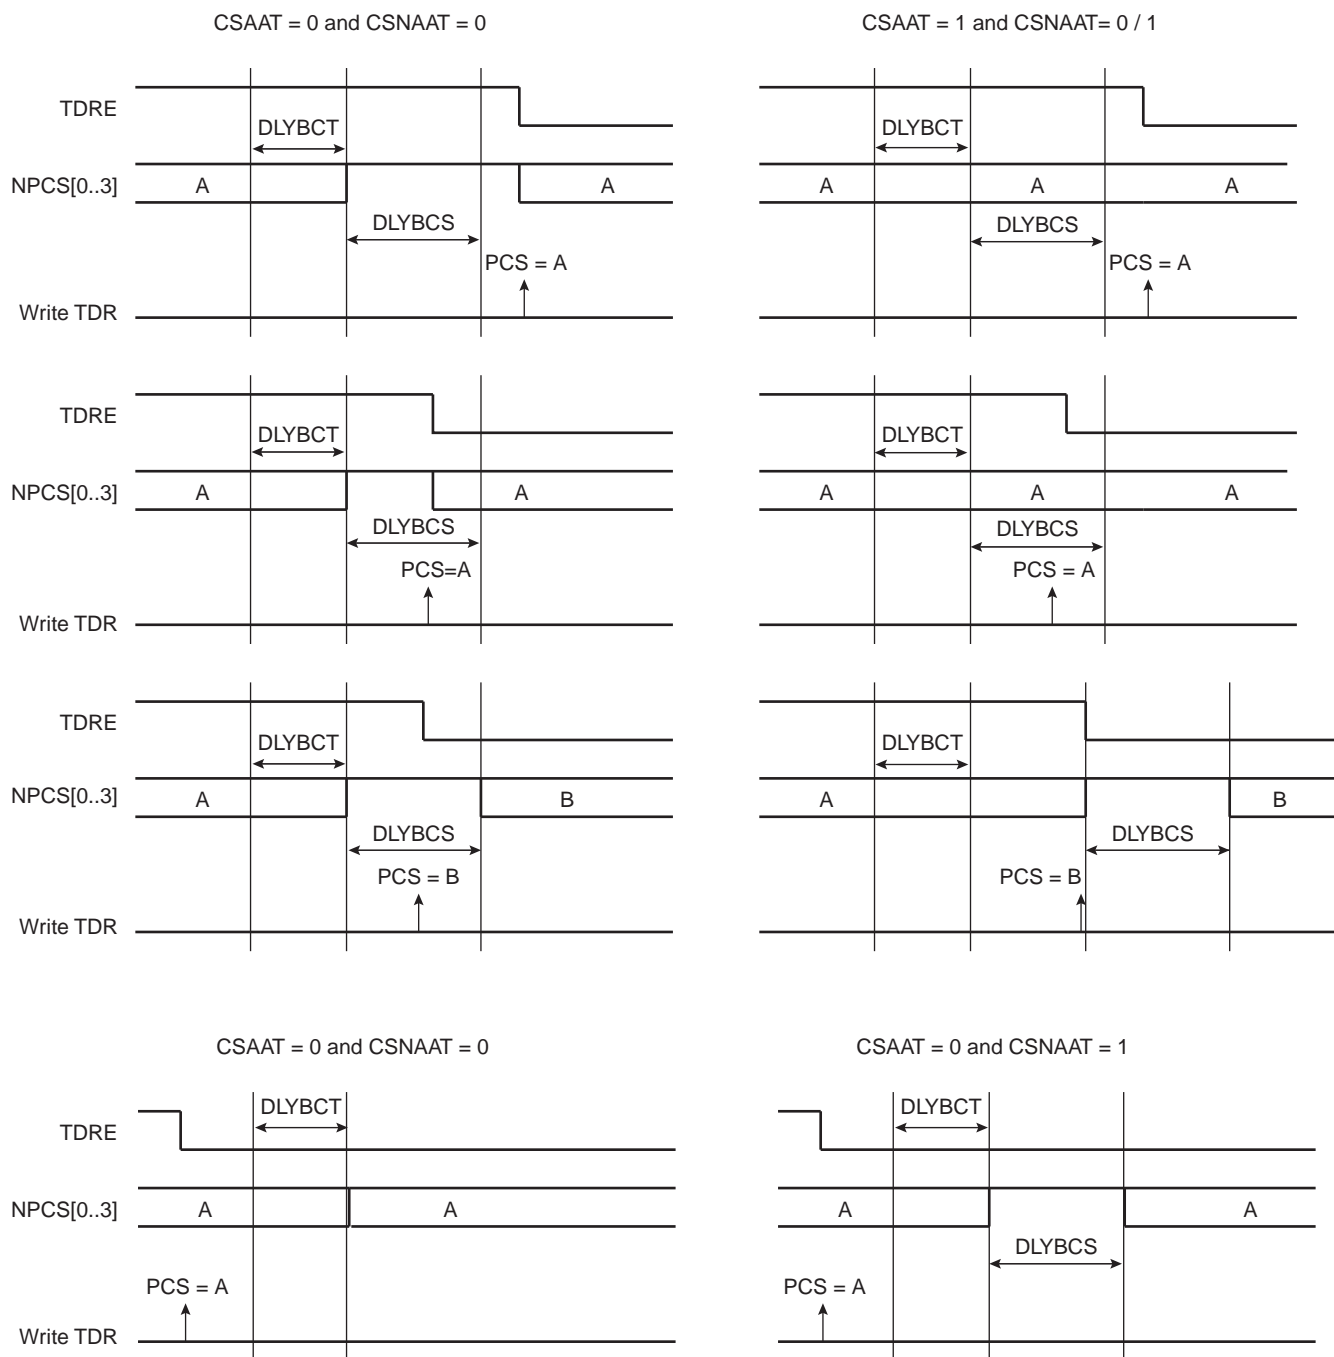 CSAAT = 0 and CSNAAT = 0
CSAAT = 1 and CSNAAT= 0 / 1
TDRE
DLYBCT
DLYBCT
NPCS[0..3]
A
A
A
A
A
DLYBCS
DLYBCS
PCS = A
PCS = A
Write TDR
TDRE
DLYBCT
DLYBCT
NPCS[0..3]
A
A
A
A
A
DLYBCS
DLYBCS
PCS=A
PCS = A
Write TDR
TDRE
DLYBCT
DLYBCT
NPCS[0..3]
A
B
A
B
DLYBCS
DLYBCS
PCS = B
PCS = B
Write TDR
CSAAT = 0 and CSNAAT = 0
CSAAT = 0 and CSNAAT = 1
DLYBCT
DLYBCT
TDRE
NPCS[0..3]
A
A
A
A
DLYBCS
PCS = A
PCS = A
Write TDR